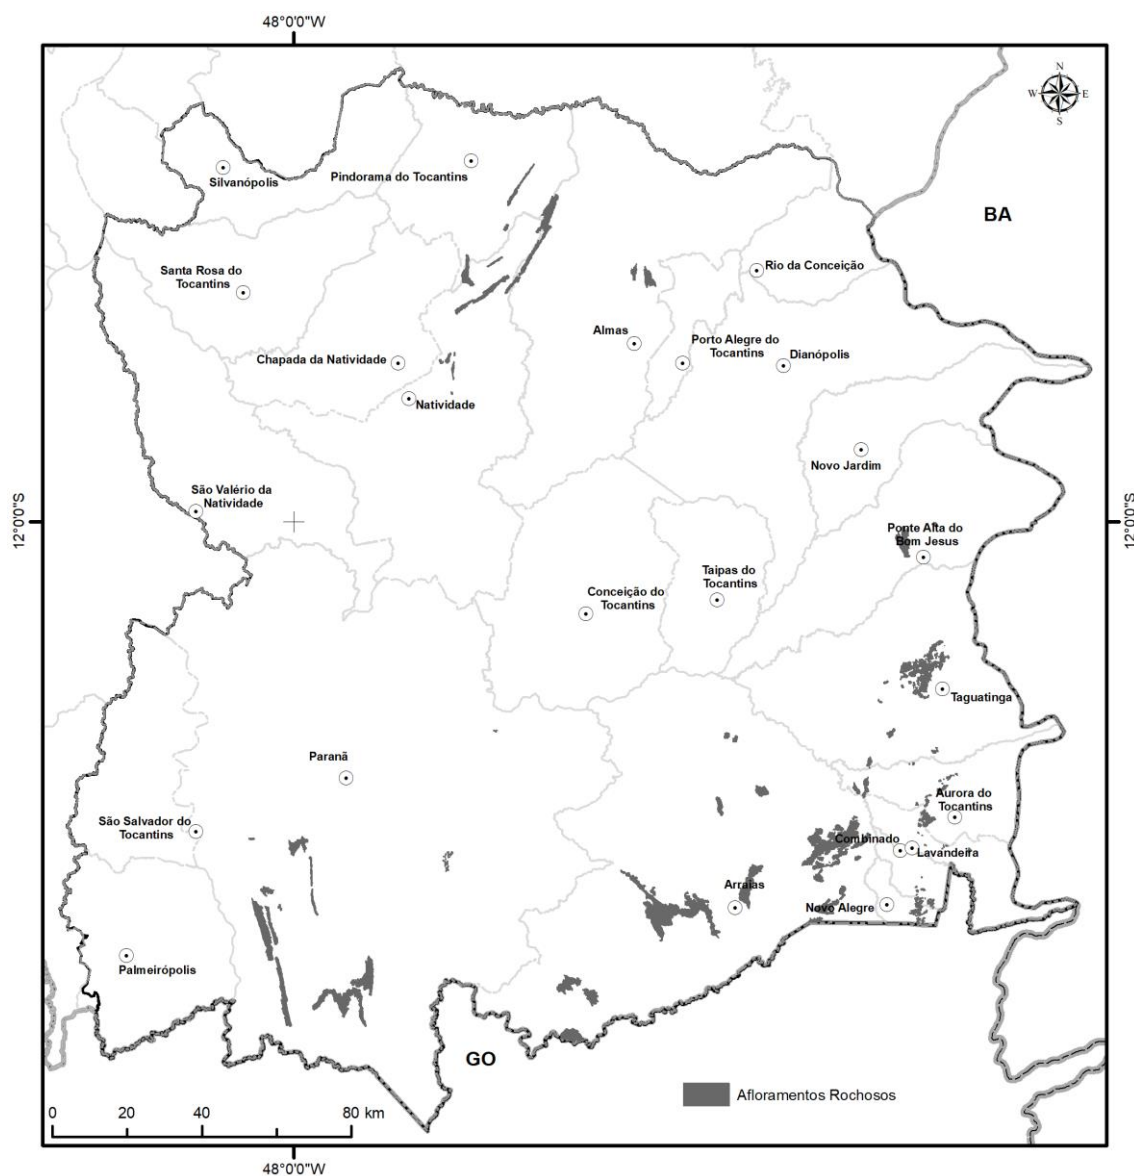 48°0'0"W
N
W E
S
BA
Silvanópolis
Pindorama do Tocantins
Santa Rosa do
Tocantins
Rio da Conceição
Almas
Porto Alegre do
Tocantins
Dianópolis
Chapada da Natividade
Natividade
Novo Jardim
São Valério da
Natividade
12°0'0"S
12°0'0"S
Ponte Alta do
Bom Jesus
Taipas do
Tocantins
Conceição do
Tocantins
Taguatinga
Paranã
Aurora do
Tocantins
São Salvador do
Tocantins
Combinado
Lavandeira
Arraias
Novo Alegre
Palmeirópolis
GO
Afloramentos Rochosos
0 20 40 80 km
48°0'0"W